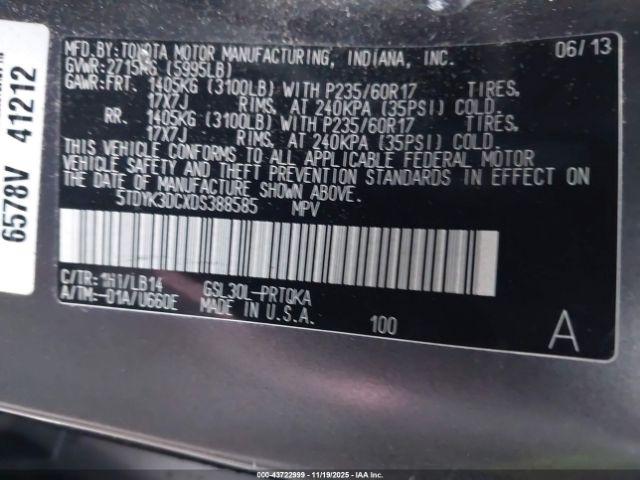 MFD.BY:TOYOTA MOTOR MANUFACTURING, INDIANA, INC. 06/13
GVWR:2715KG (5995LB)
GAWR:FRT. 1405KG (3100LB) WITH P235/60R17 TIRES,
17X7J RIMS, AT 240KPA (35PSI) COLD.
RR. 1405KG (3100LB) WITH P235/60R17 TIRES,
17X7J RIMS, AT 240KPA (35PSI) COLD.
THIS VEHICLE CONFORMS TO ALL APPLICABLE FEDERAL MOTOR
VEHICLE SAFETY AND THEFT PREVENTION STANDARDS IN EFFECT ON
THE DATE OF MANUFACTURE SHOWN ABOVE.
5TDYK3DCXDS388585 MPV
C/TR:1H1/LB14 GSL30L-PRTQKA
A/TM:-01A/U660E MADE IN U.S.A.
100
A
6578V 41212
000-43722999 - 11/19/2025 - IAAI.CA